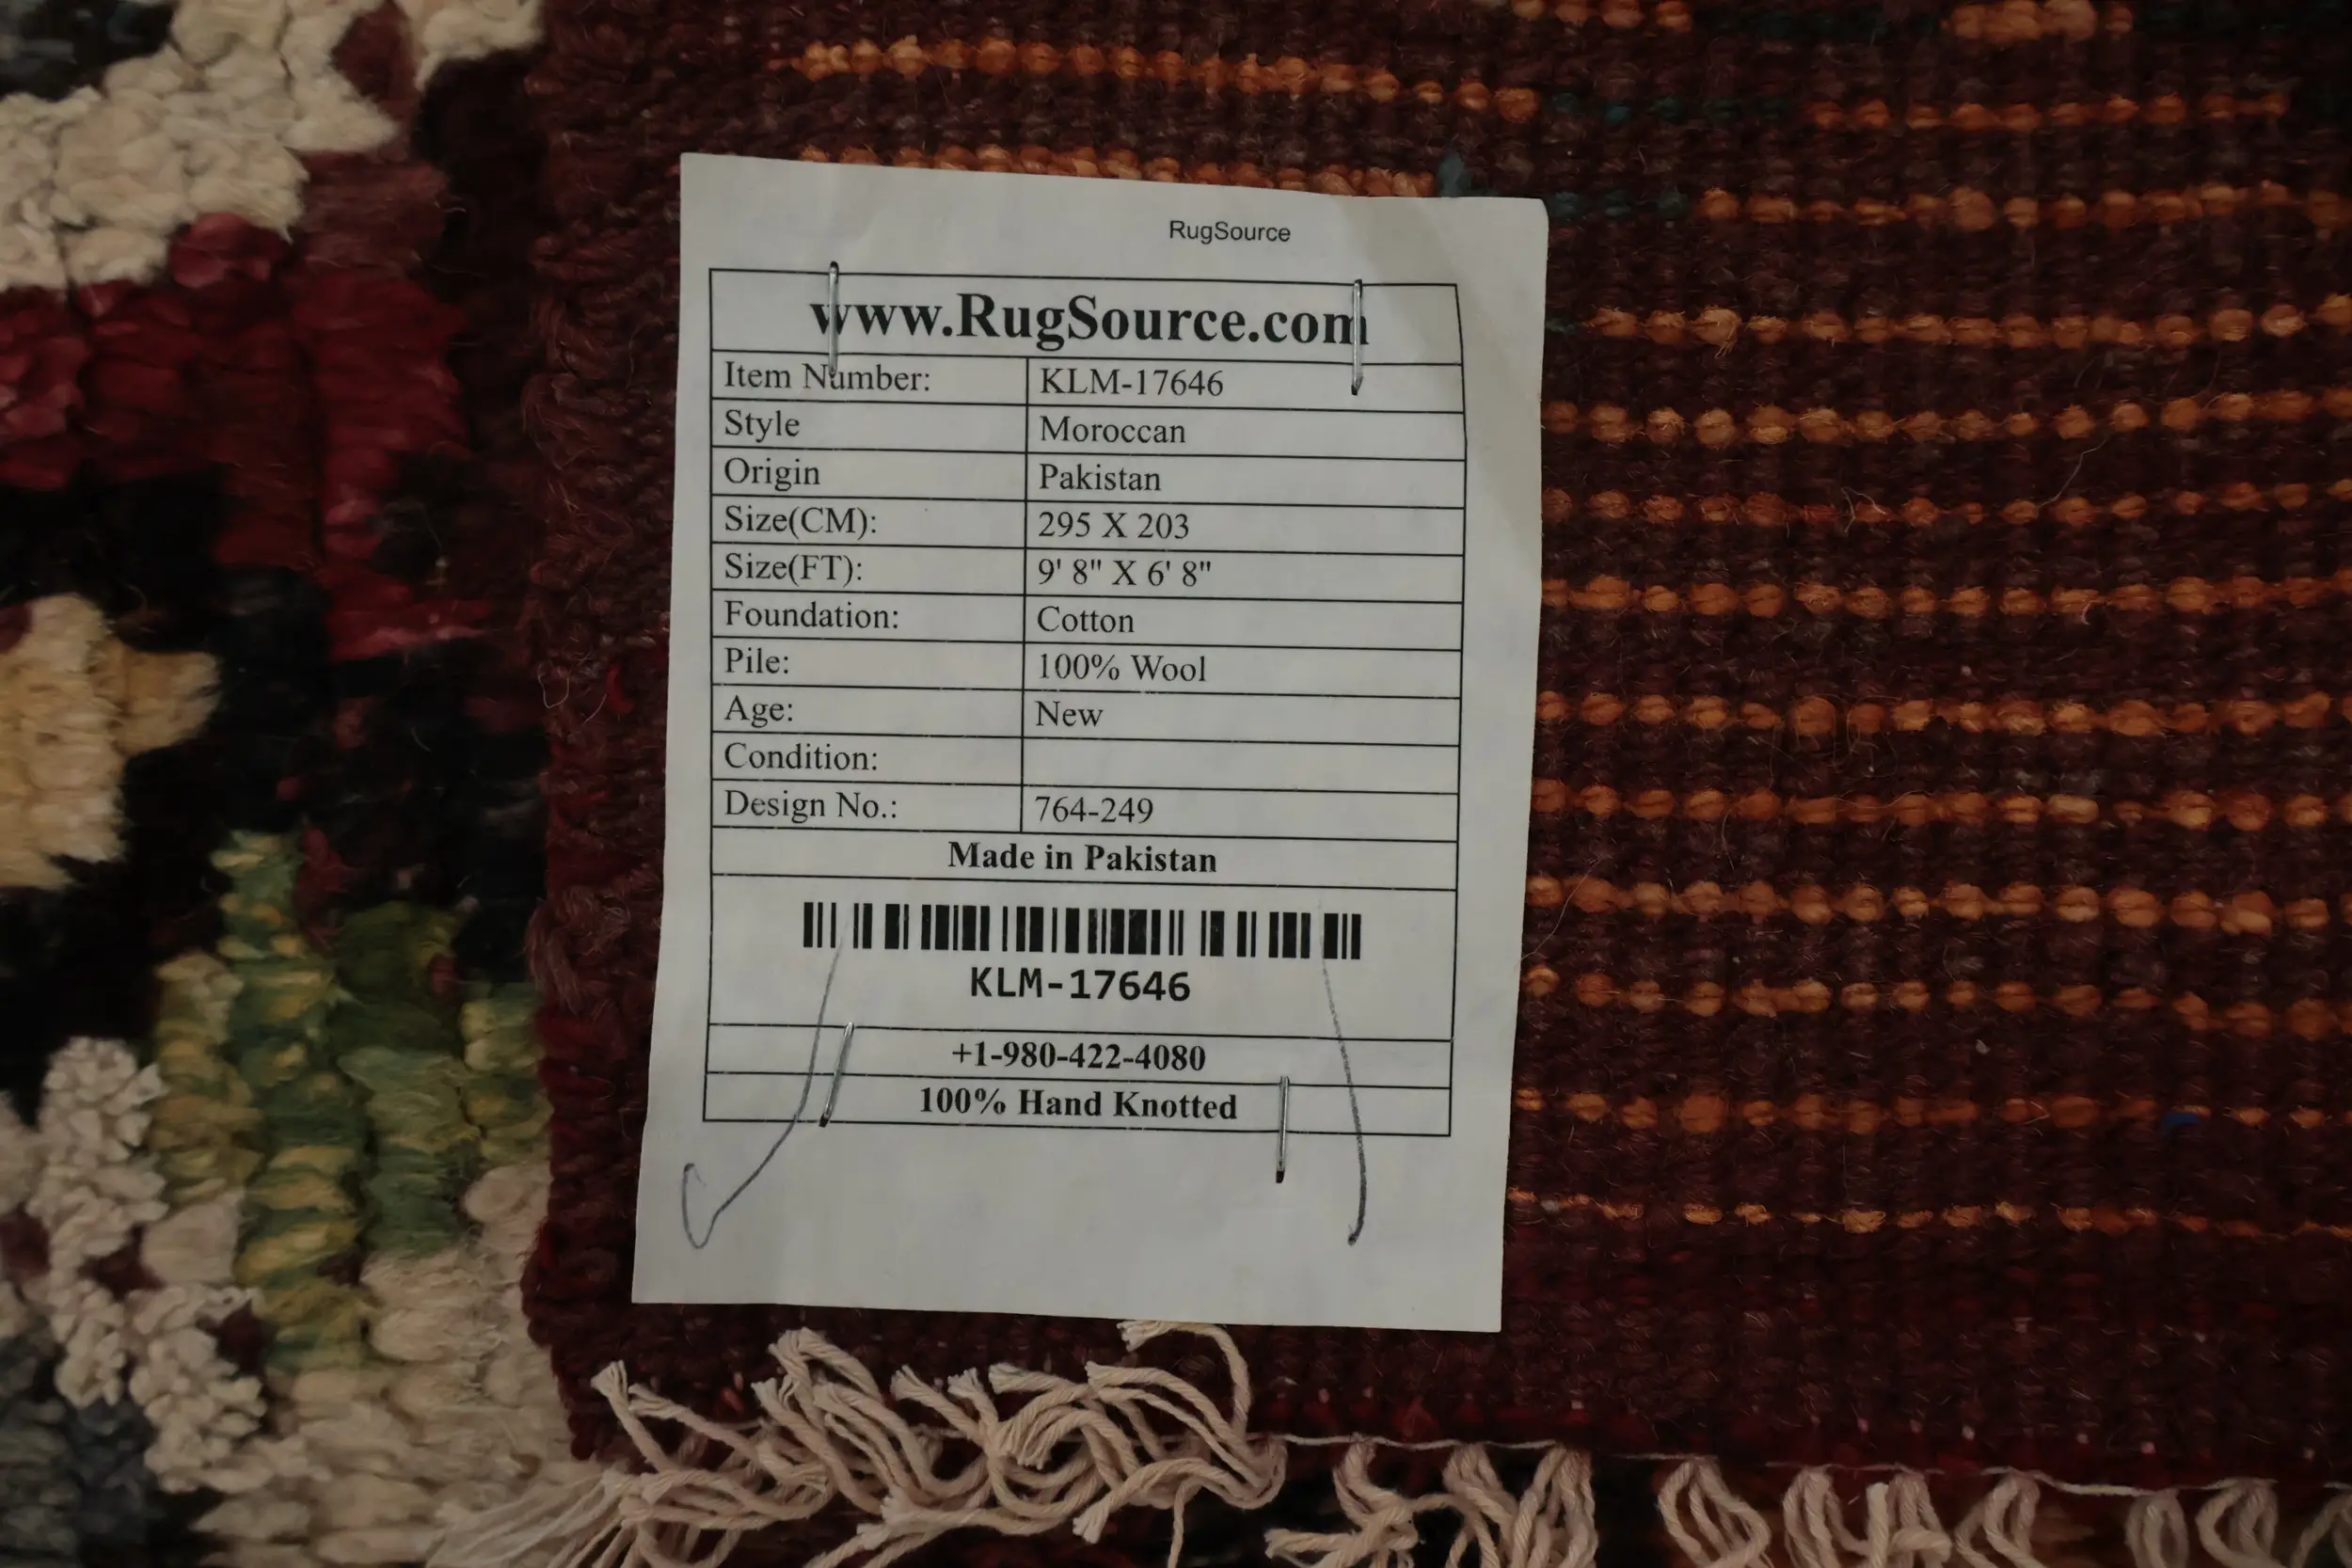 RugSource
www.RugSource.com
Item Number: KLM-17646
Style Moroccan
Origin Pakistan
Size(CM): 295 X 203
Size(FT): 9' 8" X 6' 8"
Foundation: Cotton
Pile: 100% Wool
Age: New
Condition:
Design No.: 764-249
Made in Pakistan
KLM-17646
+1-980-422-4080
100% Hand Knotted